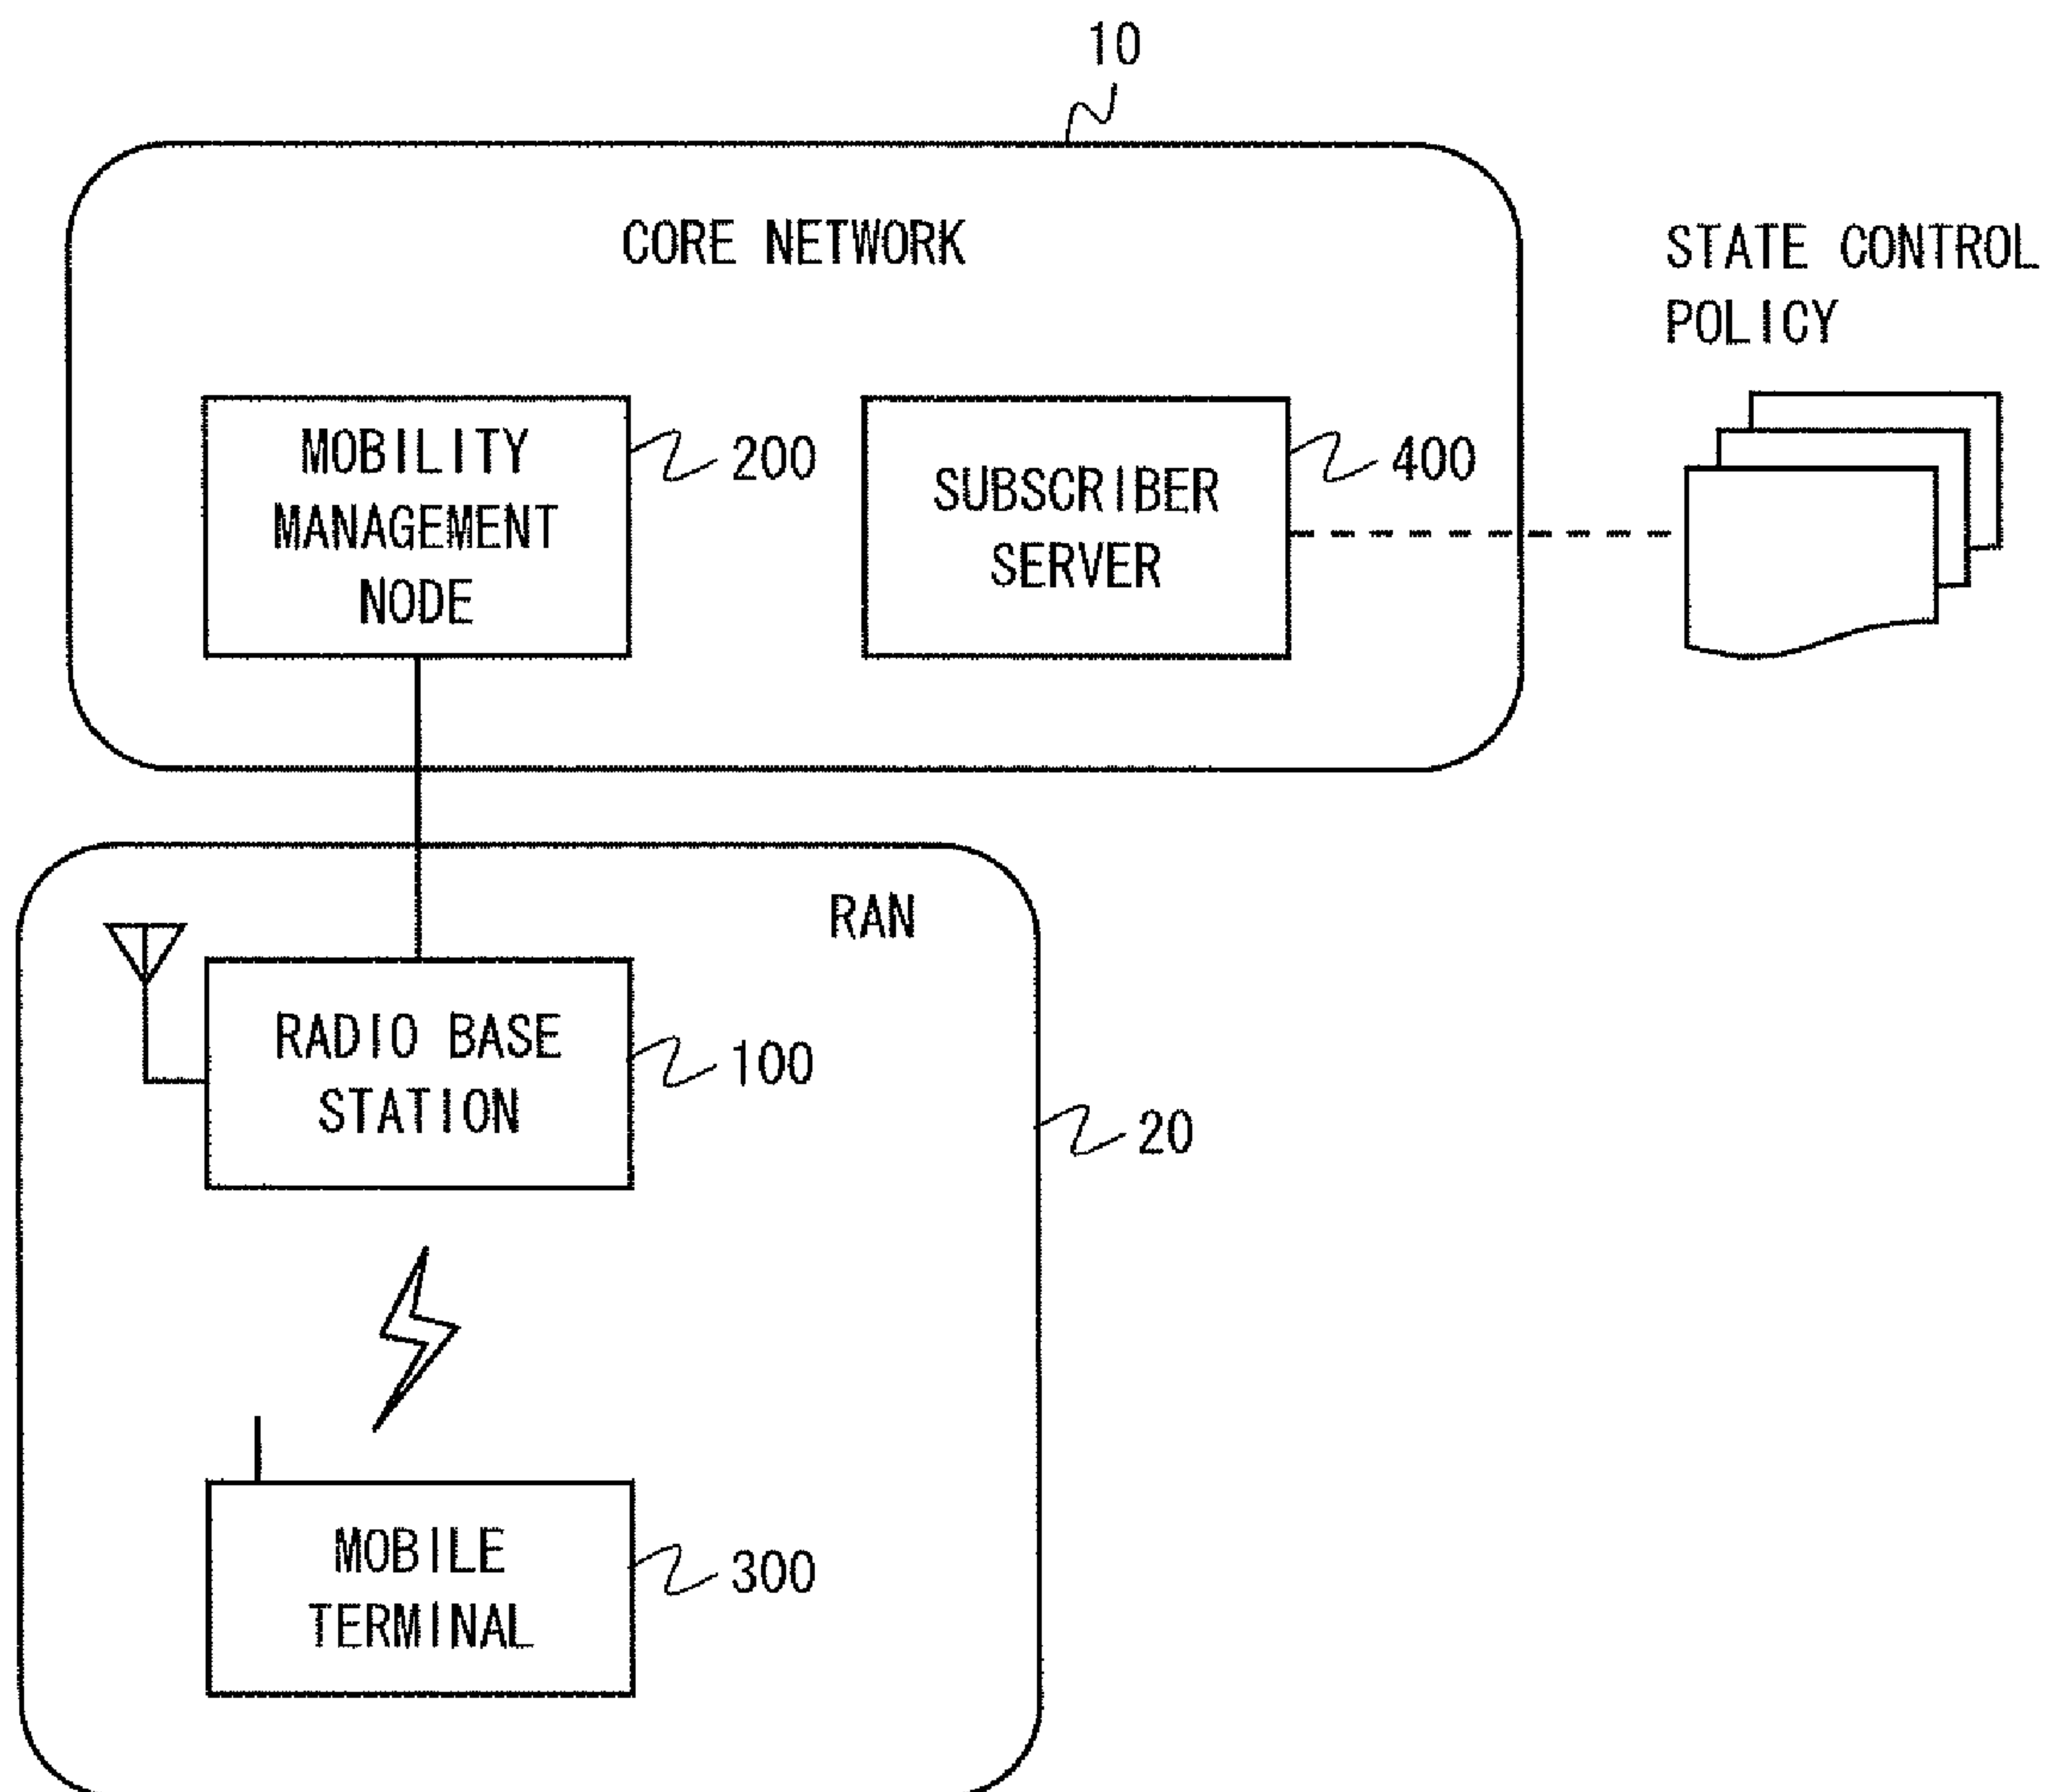 10
CORE NETWORK
STATE CONTROL
POLICY
MOBILITY
MANAGEMENT
NODE
200
SUBSCRIBER
SERVER
400
RAN
RADIO BASE
STATION
100
20
MOBILE
TERMINAL
300